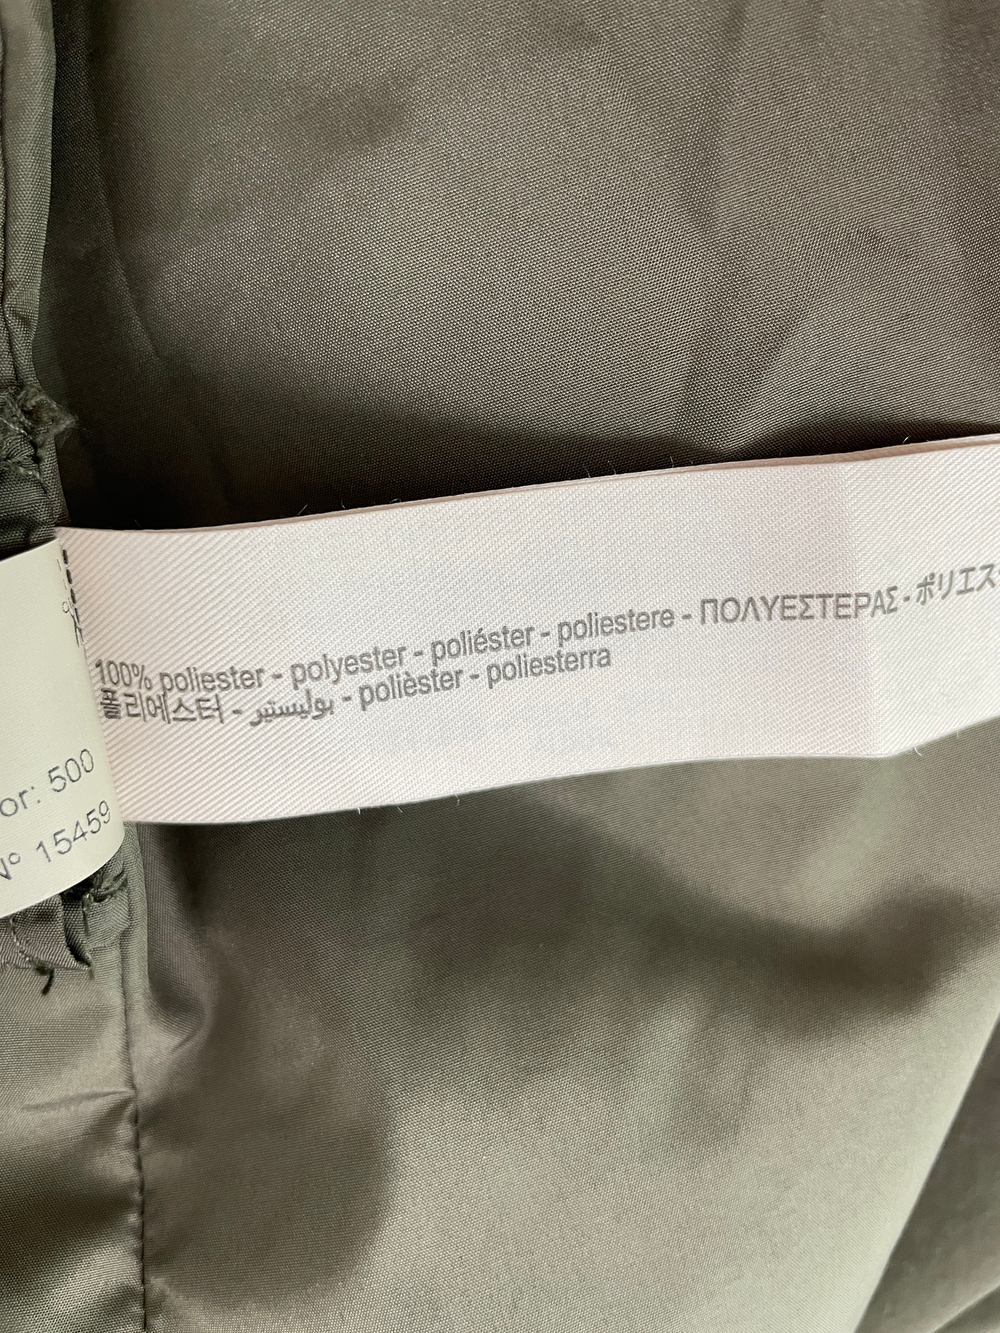 100% poliester - polyester - poliéster - poliestere - ΠΟΛΥΕΣΤΕΡΑΣ - ポリエス
폴리에스터 - بوليستير - polièster - poliesterra
or: 500
Nº 15459